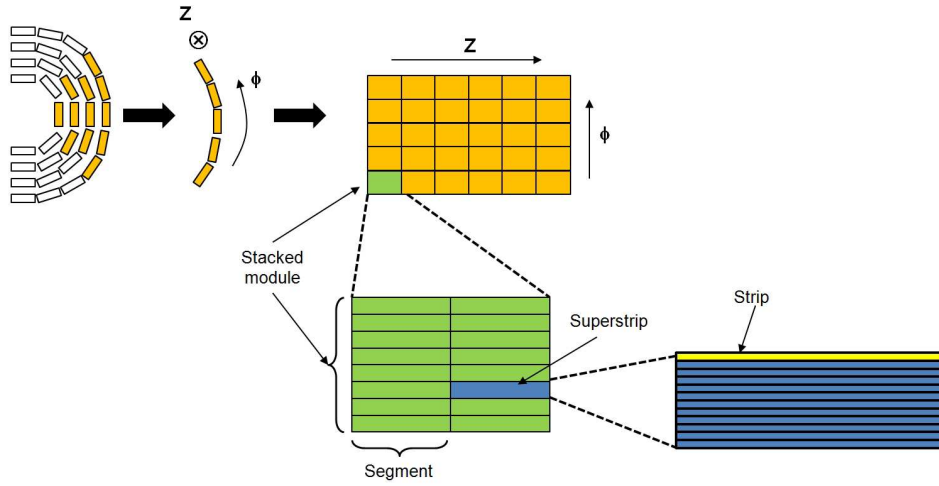 Z
ϕ
Z
ϕ
Stacked
module
Superstrip
Strip
Segment